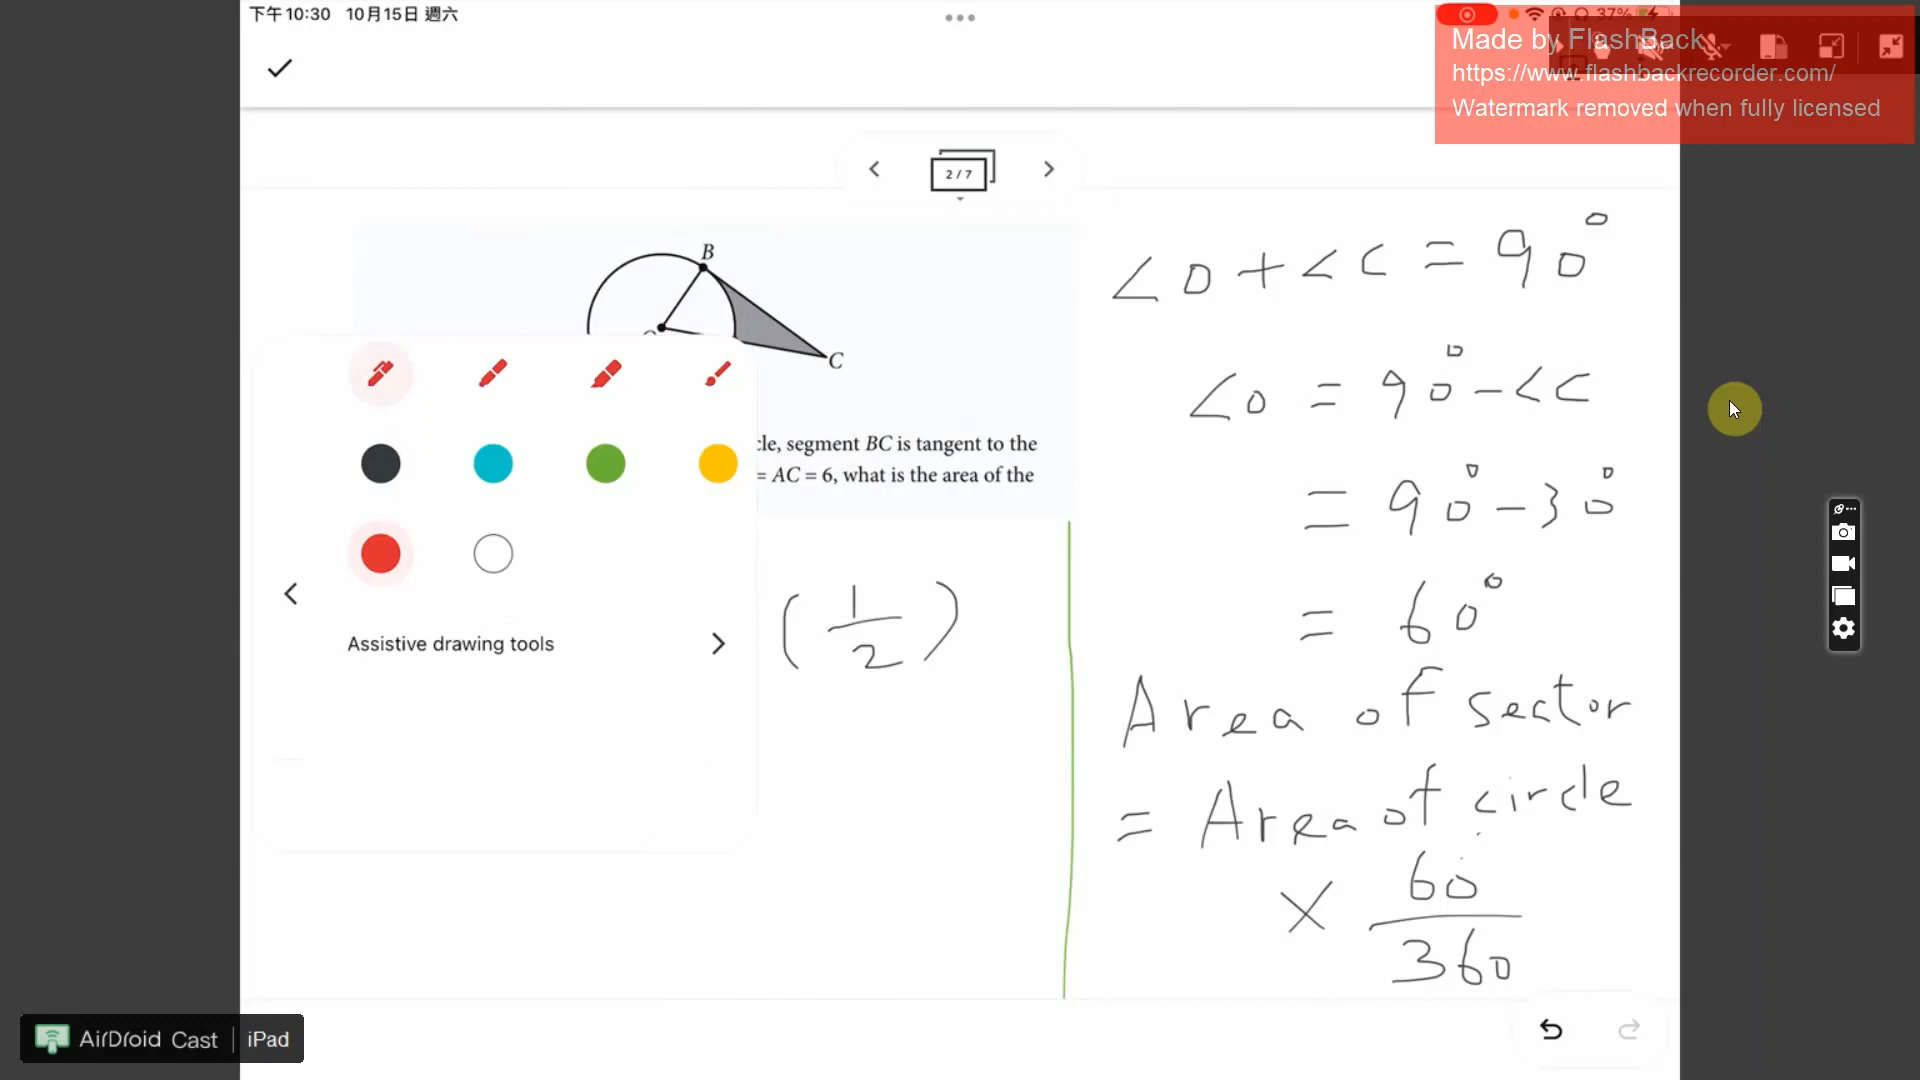 下午10:30 10月15日 週六
37%
Made by FlashBack
https://www.flashbackrecorder.com/
Watermark removed when fully licensed
2 / 7
B
C
cle, segment BC is tangent to the
= AC = 6, what is the area of the
Assistive drawing tools
( 1/2 )
∠O + ∠C = 90°
∠O = 90° - ∠C
= 90° - 30°
= 60°
Area of sector
= Area of circle
× 60/360
AirDroid Cast iPad